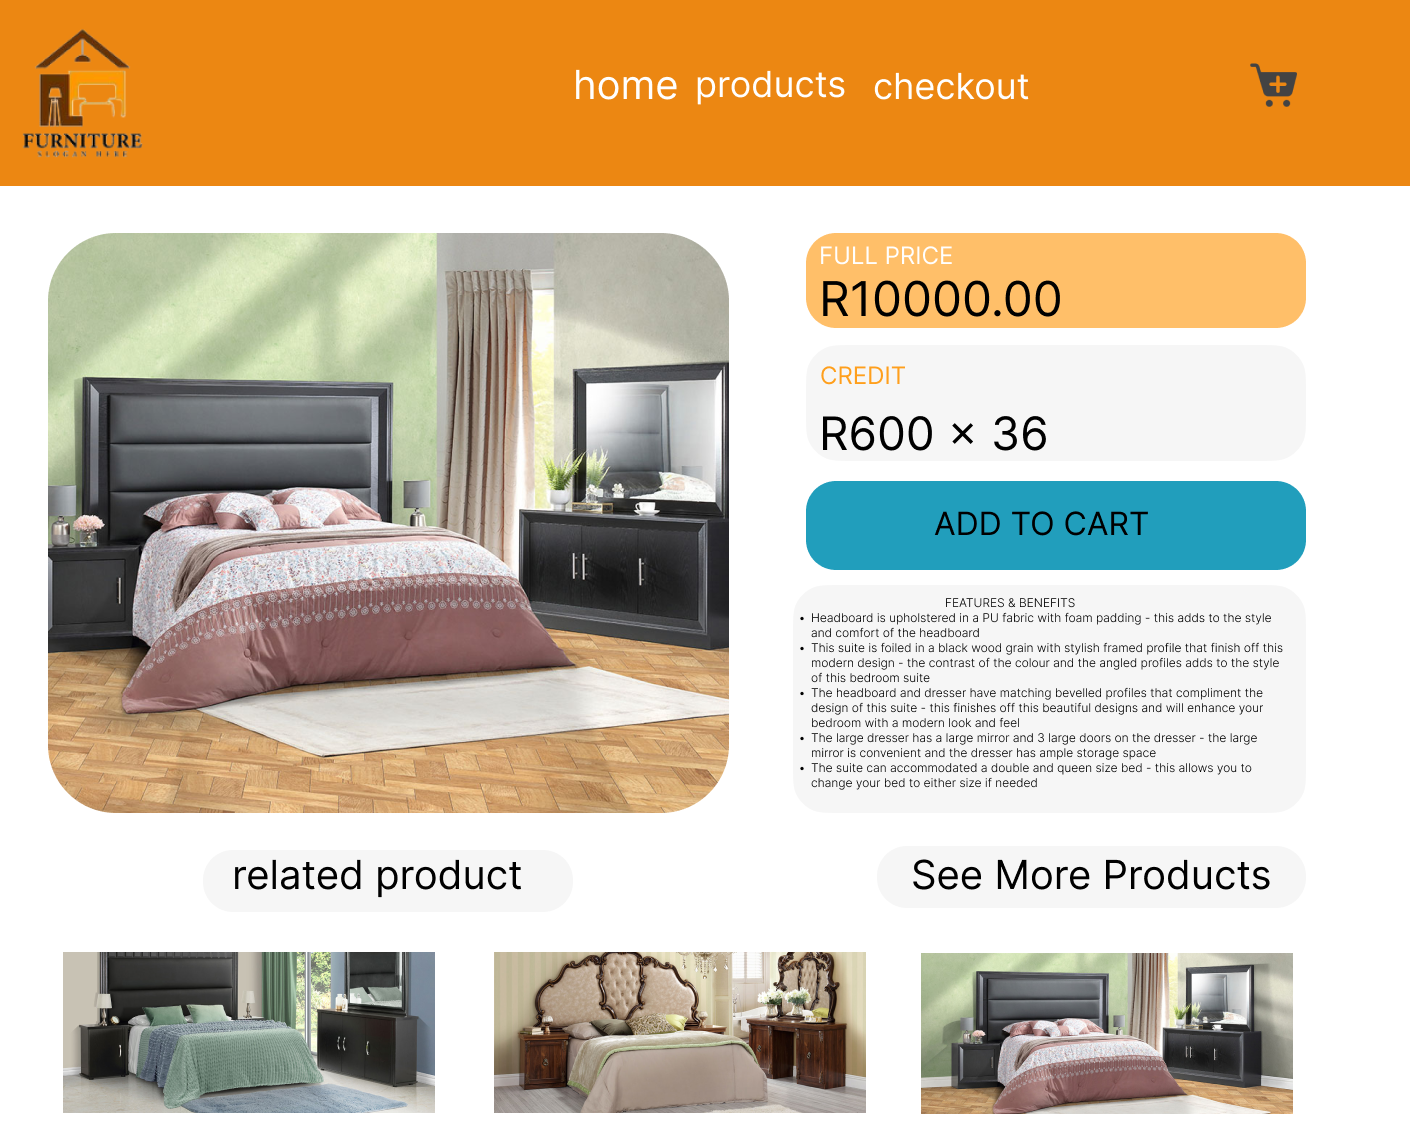 home products checkout
FURNITURE
SLOGAN HERE
FULL PRICE
R10000.00
CREDIT
R600 × 36
ADD TO CART
FEATURES & BENEFITS
• Headboard is upholstered in a PU fabric with foam padding - this adds to the style
and comfort of the headboard
• This suite is foiled in a black wood grain with stylish framed profile that finish off this
modern design - the contrast of the colour and the angled profiles adds to the style
of this bedroom suite
• The headboard and dresser have matching bevelled profiles that compliment the
design of this suite - this finishes off this beautiful designs and will enhance your
bedroom with a modern look and feel
• The large dresser has a large mirror and 3 large doors on the dresser - the large
mirror is convenient and the dresser has ample storage space
• The suite can accommodated a double and queen size bed - this allows you to
change your bed to either size if needed
related product
See More Products